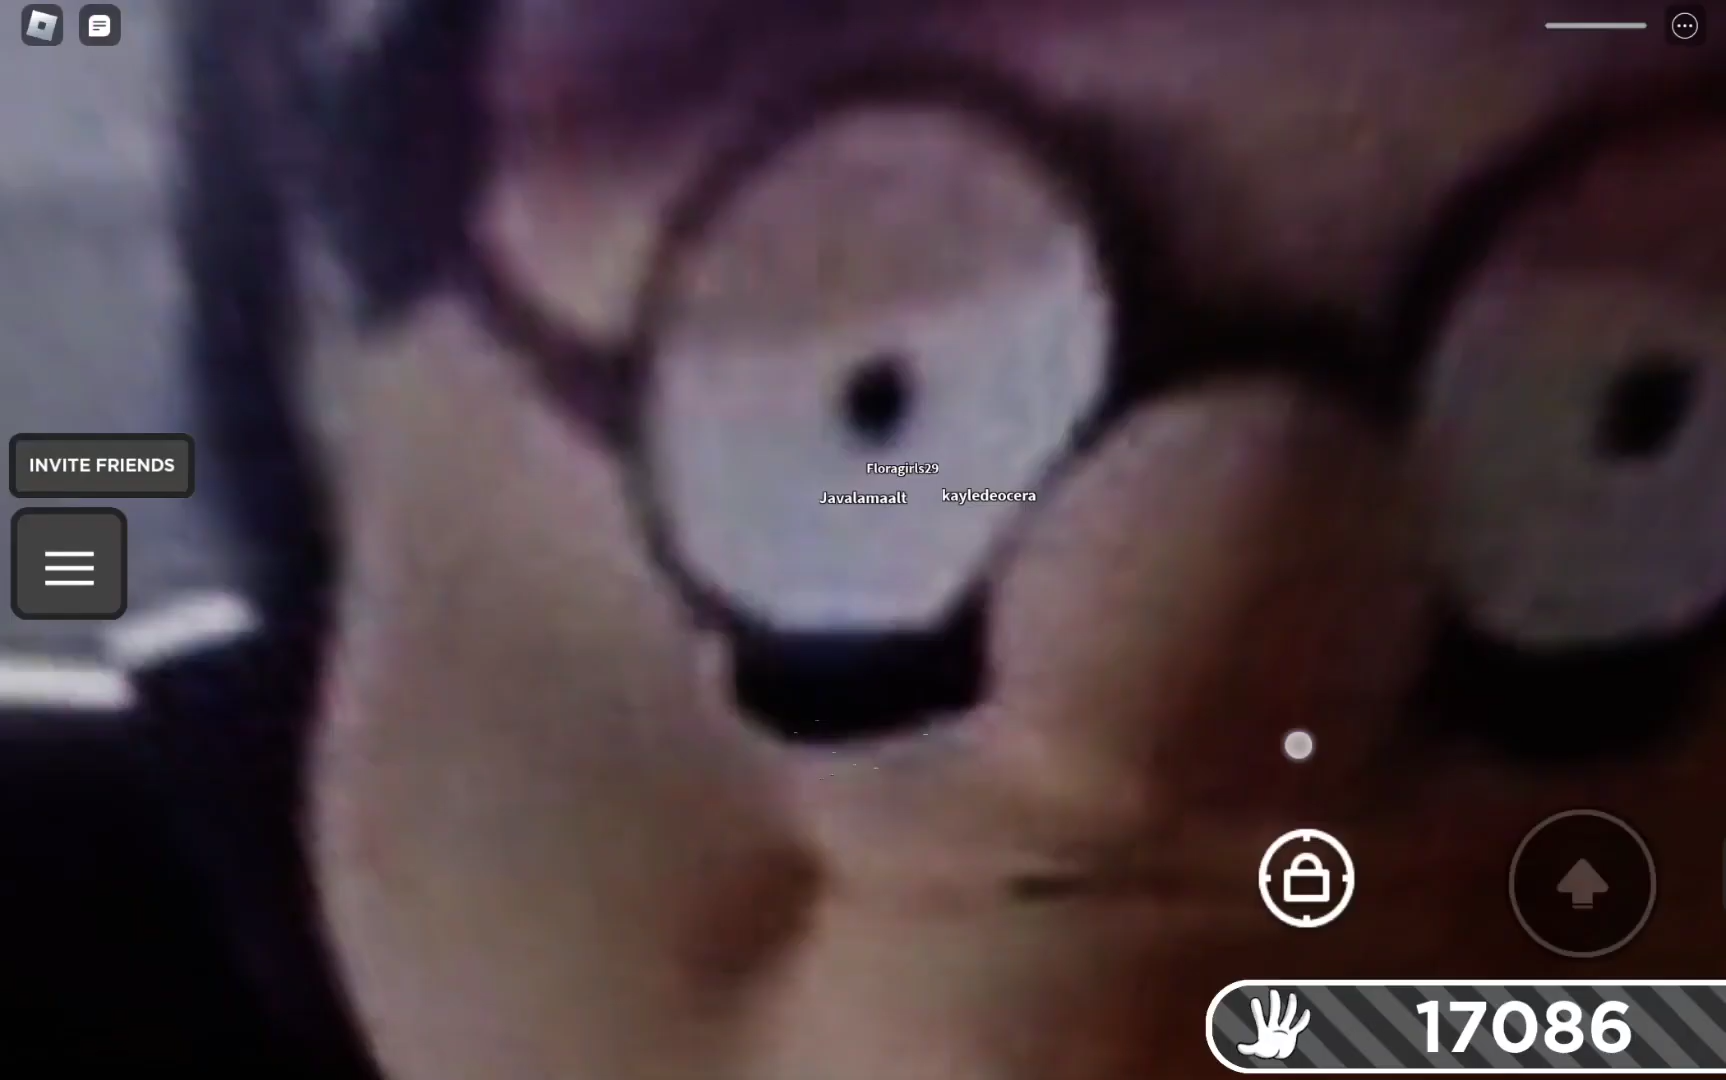 INVITE FRIENDS
Floragirls29
Javalamaalt
kayledeocera
17086